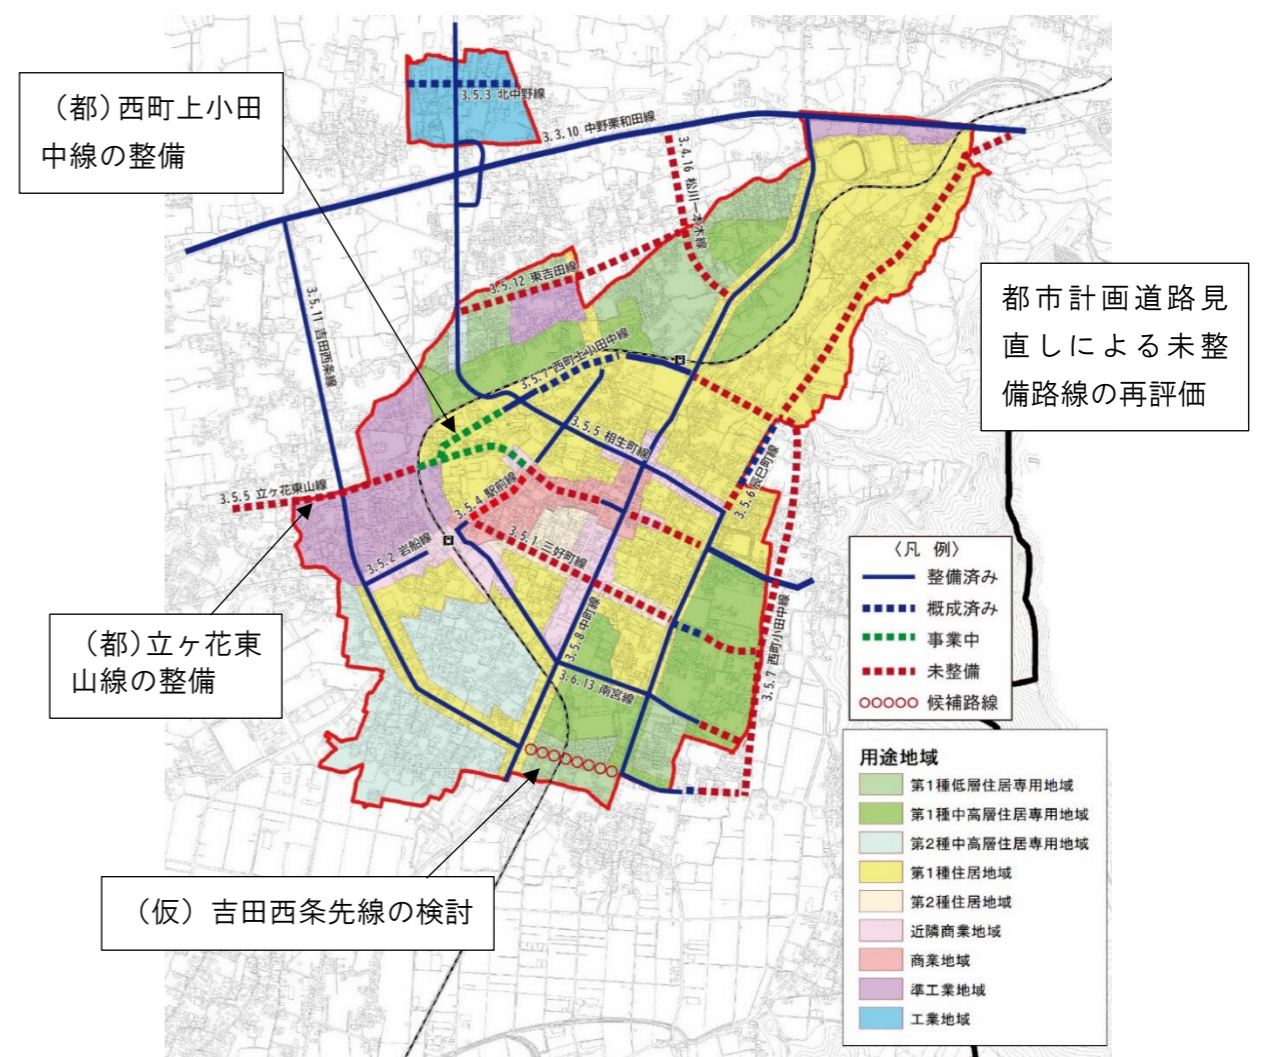 (都)西町上小田
中線の整備
3.5.3 北中野線
3.3.10 中野栗和田線
3.4.16 松川一本木線
3.5.12 東吉田線
3.5.11 吉田西条線
3.5.7 西町上小田中線
都市計画道路見
直しによる未整
備路線の再評価
3.5.5 相生町線
3.5.5 立ヶ花東山線
3.5.4 駅前線
3.5.6 辰巳町線
3.5.2 岩船線
3.5.1 三好町線
3.5.8 中町線
3.5.7 西町小田中線
3.6.13 南宮線
(都)立ヶ花東
山線の整備
(仮)吉田西条先線の検討
〈凡 例〉
整備済み
概成済み
事業中
未整備
候補路線
用途地域
第1種低層住居専用地域
第1種中高層住居専用地域
第2種中高層住居専用地域
第1種住居地域
第2種住居地域
近隣商業地域
商業地域
準工業地域
工業地域